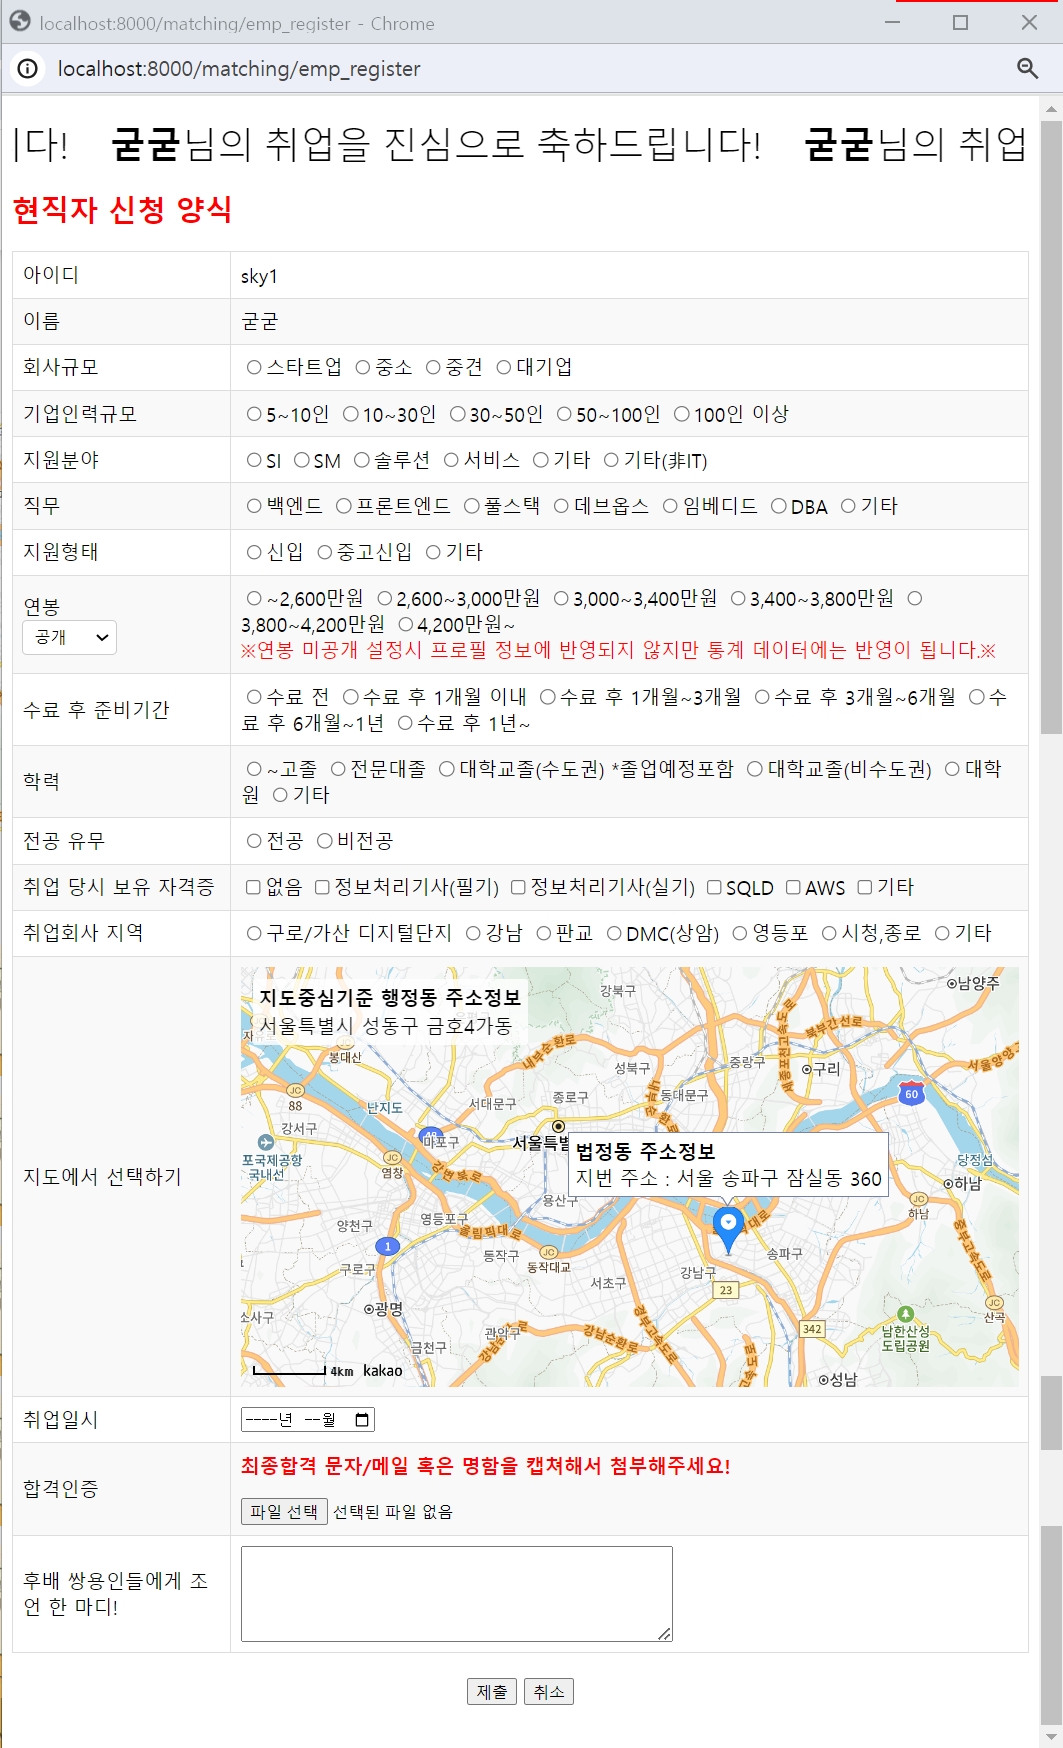 localhost:8000/matching/emp_register - Chrome
localhost:8000/matching/emp_register
다! 굳굳님의 취업을 진심으로 축하드립니다! 굳굳님의 취업
현직자 신청 양식
아이디 sky1
이름 굳굳
회사규모 스타트업 중소 중견 대기업
기업인력규모 5~10인 10~30인 30~50인 50~100인 100인 이상
지원분야 SI SM 솔루션 서비스 기타 기타(非IT)
직무 백엔드 프론트엔드 풀스택 데브옵스 임베디드 DBA 기타
지원형태 신입 중고신입 기타
연봉
공개
~2,600만원 2,600~3,000만원 3,000~3,400만원 3,400~3,800만원
3,800~4,200만원 4,200만원~
※연봉 미공개 설정시 프로필 정보에 반영되지 않지만 통계 데이터에는 반영이 됩니다.※
수료 후 준비기간
수료 전 수료 후 1개월 이내 수료 후 1개월~3개월 수료 후 3개월~6개월 수
료 후 6개월~1년 수료 후 1년~
학력
~고졸 전문대졸 대학교졸(수도권) *졸업예정포함 대학교졸(비수도권) 대학
원 기타
전공 유무 전공 비전공
취업 당시 보유 자격증 없음 정보처리기사(필기) 정보처리기사(실기) SQLD AWS 기타
취업회사 지역 구로/가산 디지털단지 강남 판교 DMC(상암) 영등포 시청,종로 기타
지도에서 선택하기
지도중심기준 행정동 주소정보
서울특별시 성동구 금호4가동
강북구
남양주
북부간선로
세종포천고속도로
서울양양
내부순환로
봉대산
성북구
중랑구
구리
JC
88
난지도
서대문구
종로구
동대문구
60
강서구
마포구
서울특별
법정동 주소정보
지번 주소 : 서울 송파구 잠실동 360
포국제공항
국내선
JC
염창
강변북로
당정섬
하남
용산구
JC
하남
양천구
영등포구
올림픽대로
1
동작구
JC
동작대교
송파구
구로구
서초구
강남구
23
중부고속도로
광명
소사구
금천구
관악구
강남순환로
경부고속도로
342
남한산성
도립공원
JC
산곡
성남
4km kakao
취업일시 ----년 --월
합격인증
최종합격 문자/메일 혹은 명함을 캡쳐해서 첨부해주세요!
파일 선택 선택된 파일 없음
후배 쌍용인들에게 조
언 한 마디!
제출 취소